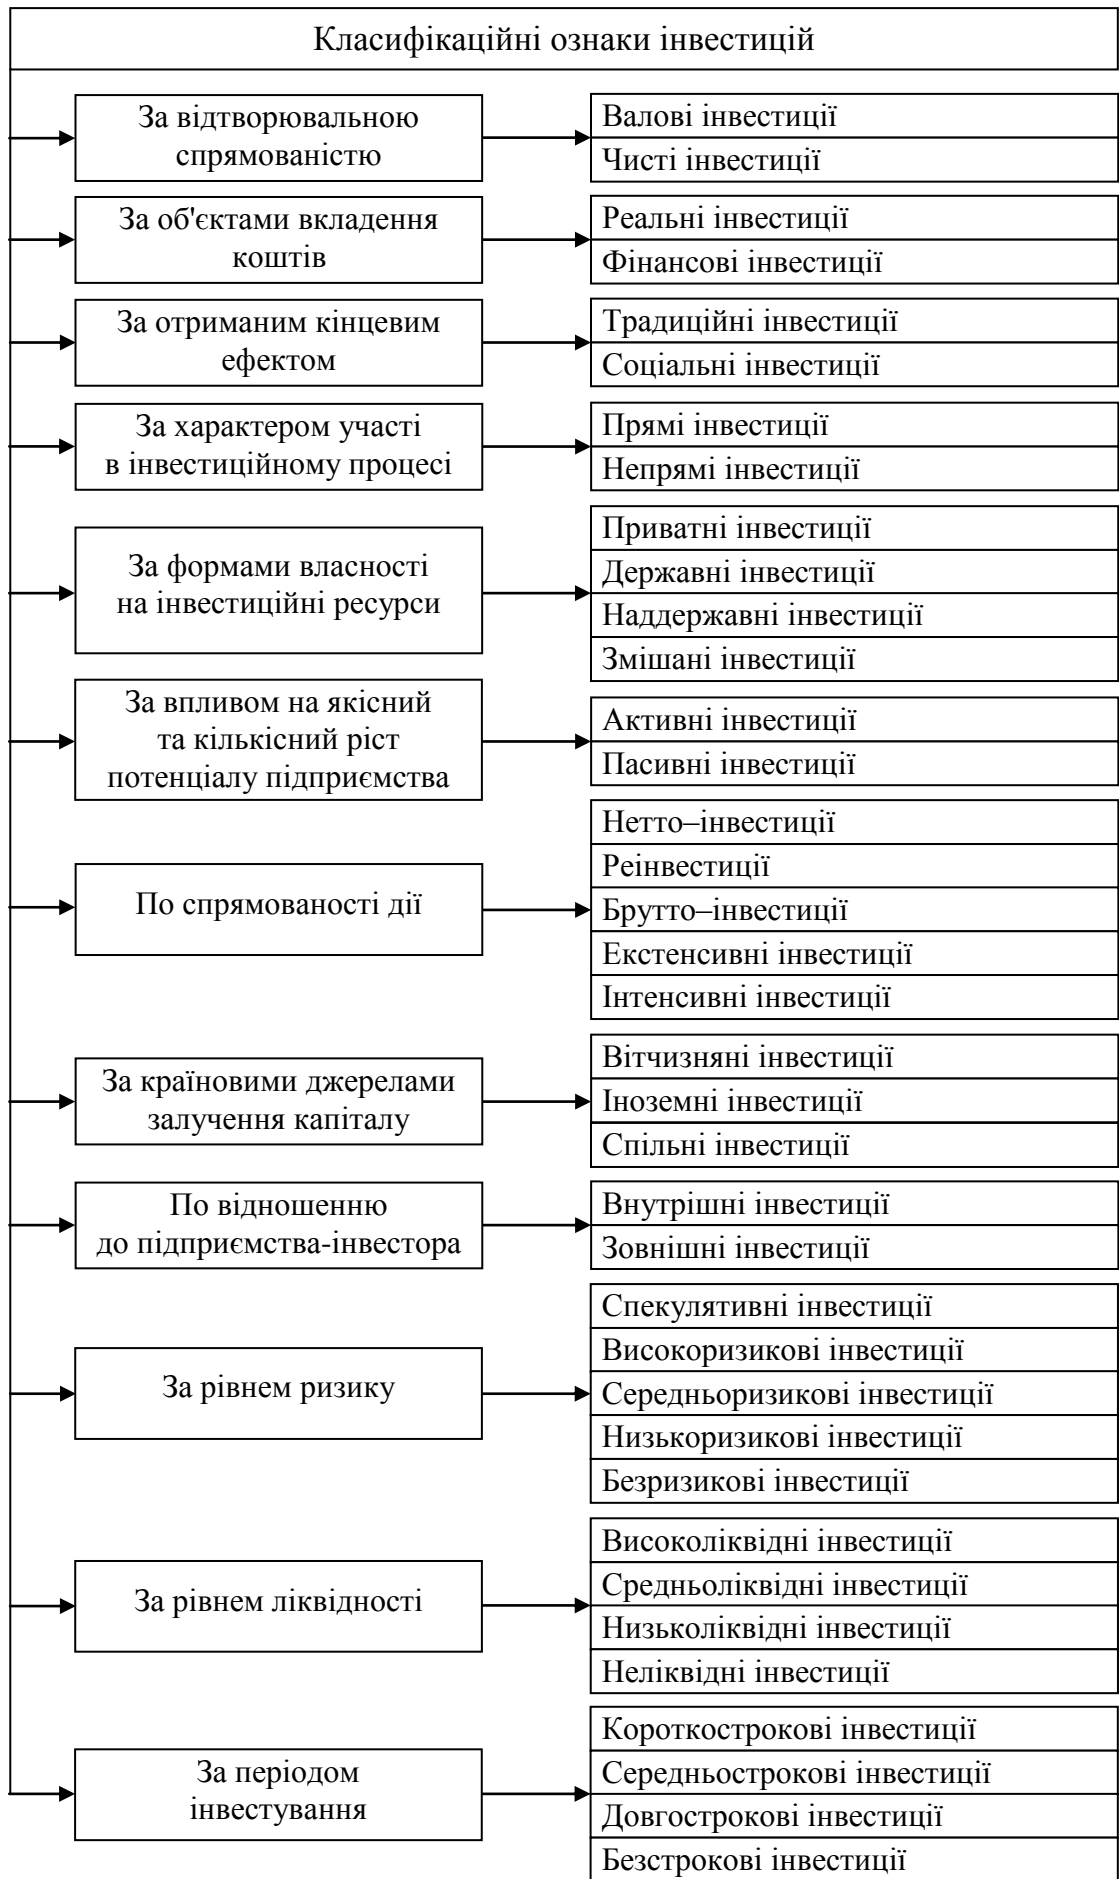 Класифікаційні ознаки інвестицій
За відтворювальною
спрямованістю
Валові інвестиції
Чисті інвестиції
За об'єктами вкладення
коштів
Реальні інвестиції
Фінансові інвестиції
За отриманим кінцевим
ефектом
Традиційні інвестиції
Соціальні інвестиції
За характером участі
в інвестиційному процесі
Прямі інвестиції
Непрямі інвестиції
За формами власності
на інвестиційні ресурси
Приватні інвестиції
Державні інвестиції
Наддержавні інвестиції
Змішані інвестиції
За впливом на якісний
та кількісний ріст
потенціалу підприємства
Активні інвестиції
Пасивні інвестиції
По спрямованості дії
Нетто–інвестиції
Реінвестиції
Брутто–інвестиції
Екстенсивні інвестиції
Інтенсивні інвестиції
За країновими джерелами
залучення капіталу
Вітчизняні інвестиції
Іноземні інвестиції
Спільні інвестиції
По відношенню
до підприємства-інвестора
Внутрішні інвестиції
Зовнішні інвестиції
За рівнем ризику
Спекулятивні інвестиції
Високоризикові інвестиції
Середньоризикові інвестиції
Низькоризикові інвестиції
Безризикові інвестиції
За рівнем ліквідності
Високоліквідні інвестиції
Средньоліквідні інвестиції
Низьколіквідні інвестиції
Неліквідні інвестиції
За періодом
інвестування
Короткострокові інвестиції
Середньострокові інвестиції
Довгострокові інвестиції
Безстрокові інвестиції